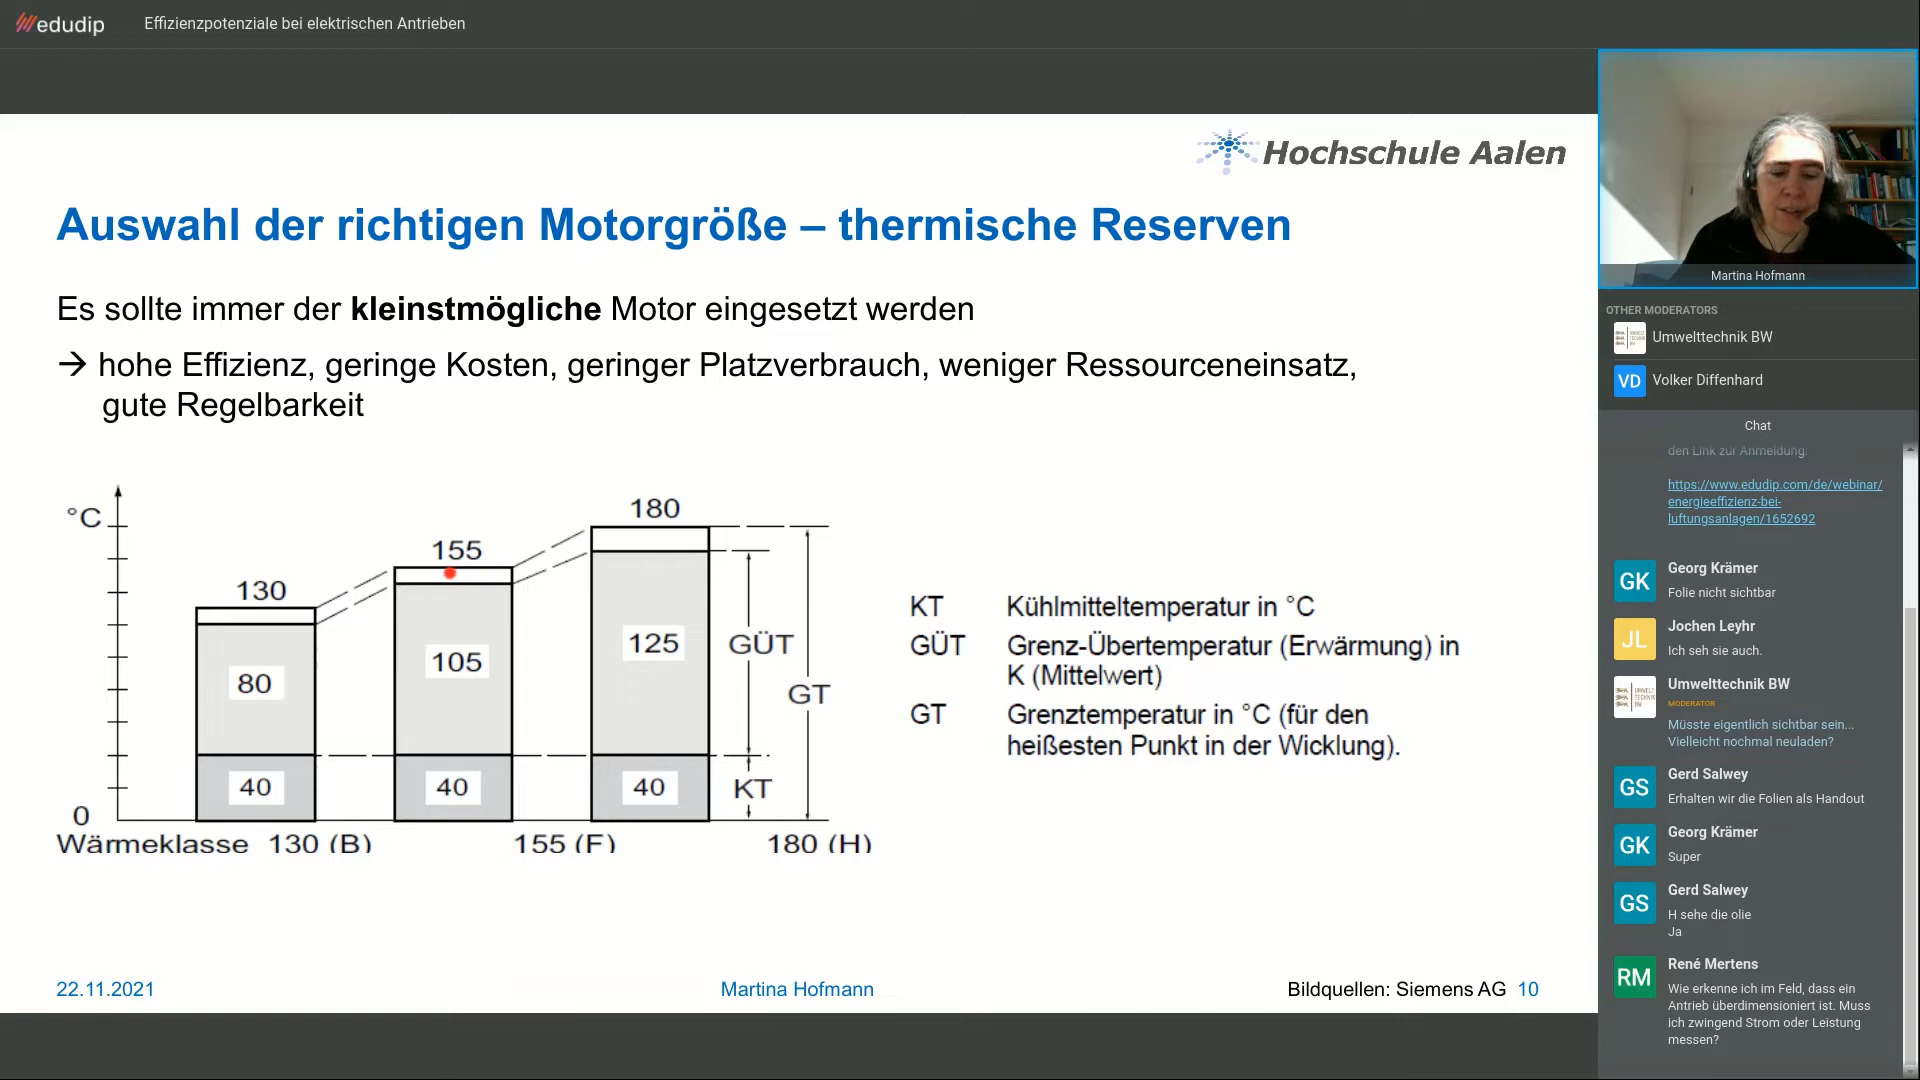 edudip
Effizienzpotenziale bei elektrischen Antrieben
Hochschule Aalen
Auswahl der richtigen Motorgröße – thermische Reserven
Es sollte immer der kleinstmögliche Motor eingesetzt werden
→ hohe Effizienz, geringe Kosten, geringer Platzverbrauch, weniger Ressourceneinsatz,
gute Regelbarkeit
°C
130
155
180
80
105
125
GÜT
GT
40
40
40
KT
0
Wärmeklasse 130 (B) 155 (F) 180 (H)
KT Kühlmitteltemperatur in °C
GÜT Grenz-Übertemperatur (Erwärmung) in
K (Mittelwert)
GT Grenztemperatur in °C (für den
heißesten Punkt in der Wicklung).
22.11.2021
Martina Hofmann
Bildquellen: Siemens AG 10
Martina Hofmann
OTHER MODERATORS
Umwelttechnik BW
VD Volker Diffenhard
Chat
den Link zur Anmeldung:
https://www.edudip.com/de/webinar/
energieeffizienz-bei-
luftungsanlagen/1652692
GK
Georg Krämer
Folie nicht sichtbar
JL
Jochen Leyhr
Ich seh sie auch.
Umwelttechnik BW
MODERATOR
Müsste eigentlich sichtbar sein...
Vielleicht nochmal neuladen?
GS
Gerd Salwey
Erhalten wir die Folien als Handout
GK
Georg Krämer
Super
GS
Gerd Salwey
H sehe die olie
Ja
RM
René Mertens
Wie erkenne ich im Feld, dass ein
Antrieb überdimensioniert ist. Muss
ich zwingend Strom oder Leistung
messen?